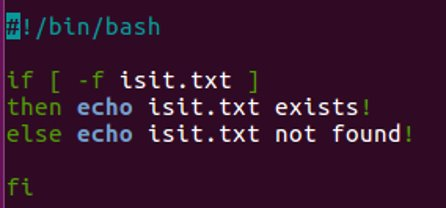 #!/bin/bash
if [ -f isit.txt ]
then echo isit.txt exists!
else echo isit.txt not found!
fi